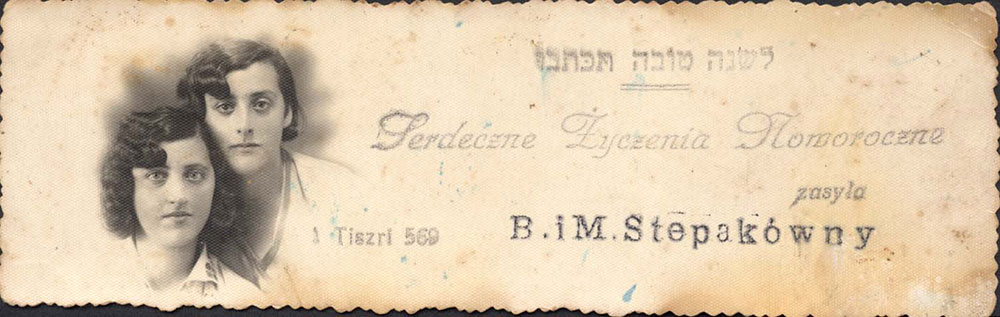 לשנה טובה תכתבו
Serdeczne Życzenia Noworoczne
zasyła
1 Tiszri 569
B. i M. Stepakówny